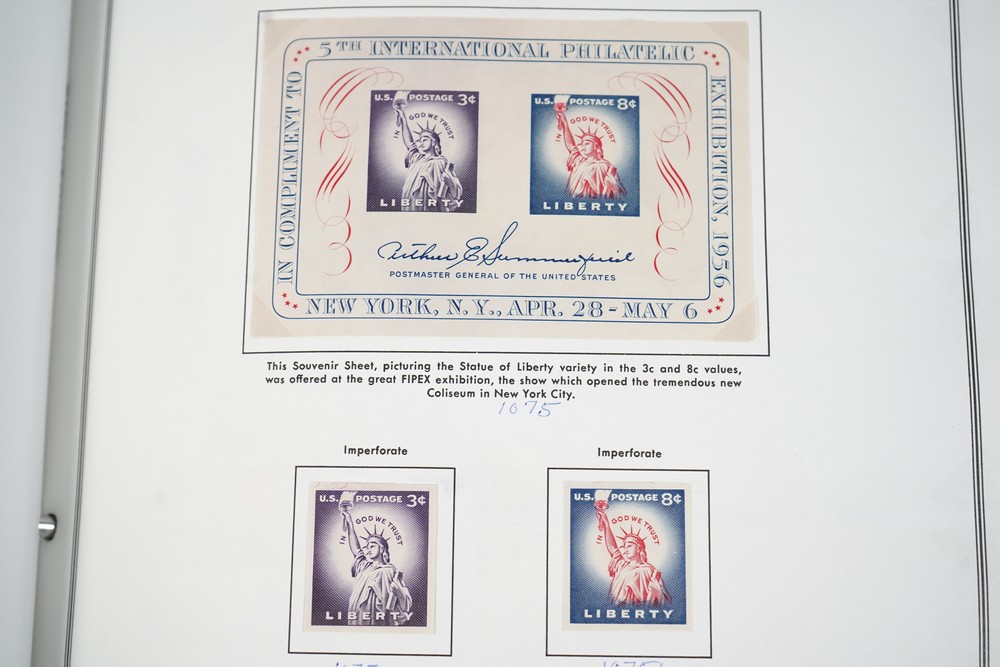 5TH INTERNATIONAL PHILATELIC
IN COMPLIMENT TO
EXHIBITION, 1956
U.S. POSTAGE 3¢
IN GOD WE TRUST
LIBERTY
U.S. POSTAGE 8¢
IN GOD WE TRUST
LIBERTY
Arthur E. Summerfield
POSTMASTER GENERAL OF THE UNITED STATES
NEW YORK, N.Y., APR. 28 - MAY 6
This Souvenir Sheet, picturing the Statue of Liberty variety in the 3c and 8c values,
was offered at the great FIPEX exhibition, the show which opened the tremendous new
Coliseum in New York City.
1075
Imperforate
Imperforate
U.S. POSTAGE 3¢
IN GOD WE TRUST
LIBERTY
U.S. POSTAGE 8¢
IN GOD WE TRUST
LIBERTY